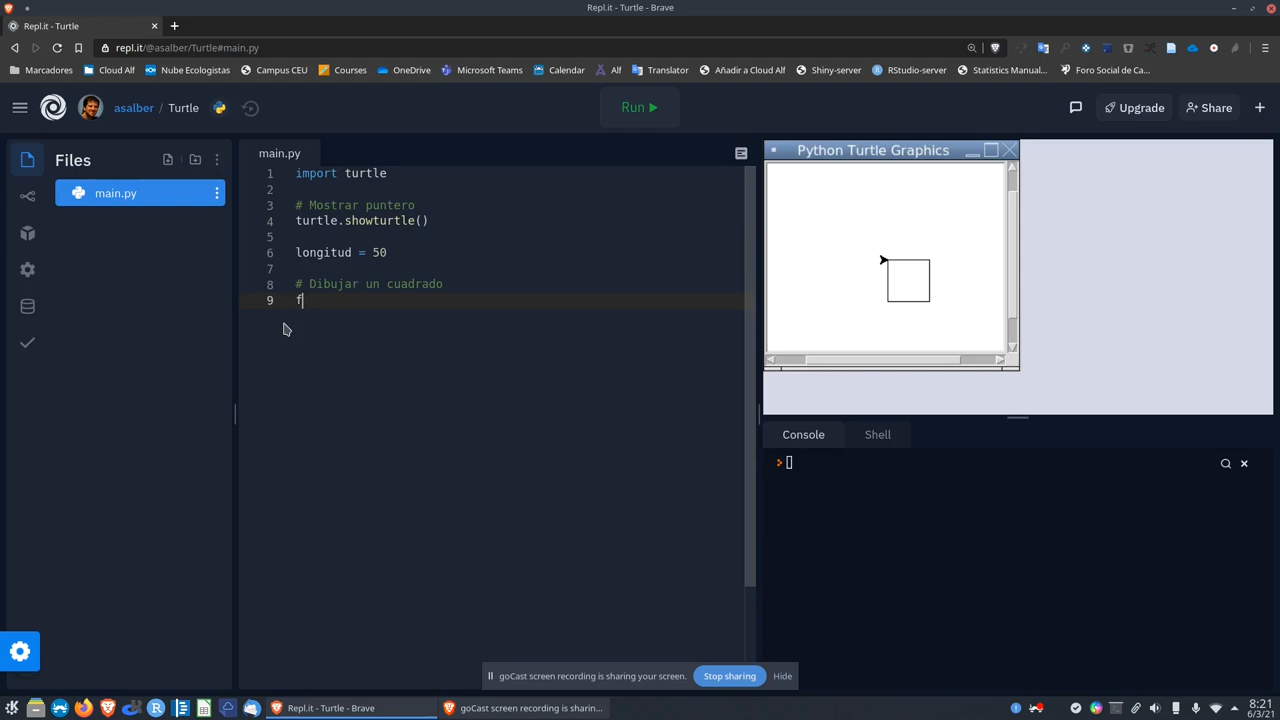 Repl.it - Turtle - Brave
Repl.it - Turtle
repl.it/@asalber/Turtle#main.py
Marcadores Cloud Alf Nube Ecologistas Campus CEU Courses OneDrive Microsoft Teams Calendar Alf Translator Añadir a Cloud Alf Shiny-server RStudio-server Statistics Manual... Foro Social de Ca...
asalber / Turtle Run Upgrade Share
Files main.py Python Turtle Graphics
main.py
1 import turtle
2
3 # Mostrar puntero
4 turtle.showturtle()
5
6 longitud = 50
7
8 # Dibujar un cuadrado
9 f
Console Shell
goCast screen recording is sharing your screen. Stop sharing Hide
Repl.it - Turtle - Brave goCast screen recording is sharin... 8:21
6/3/21